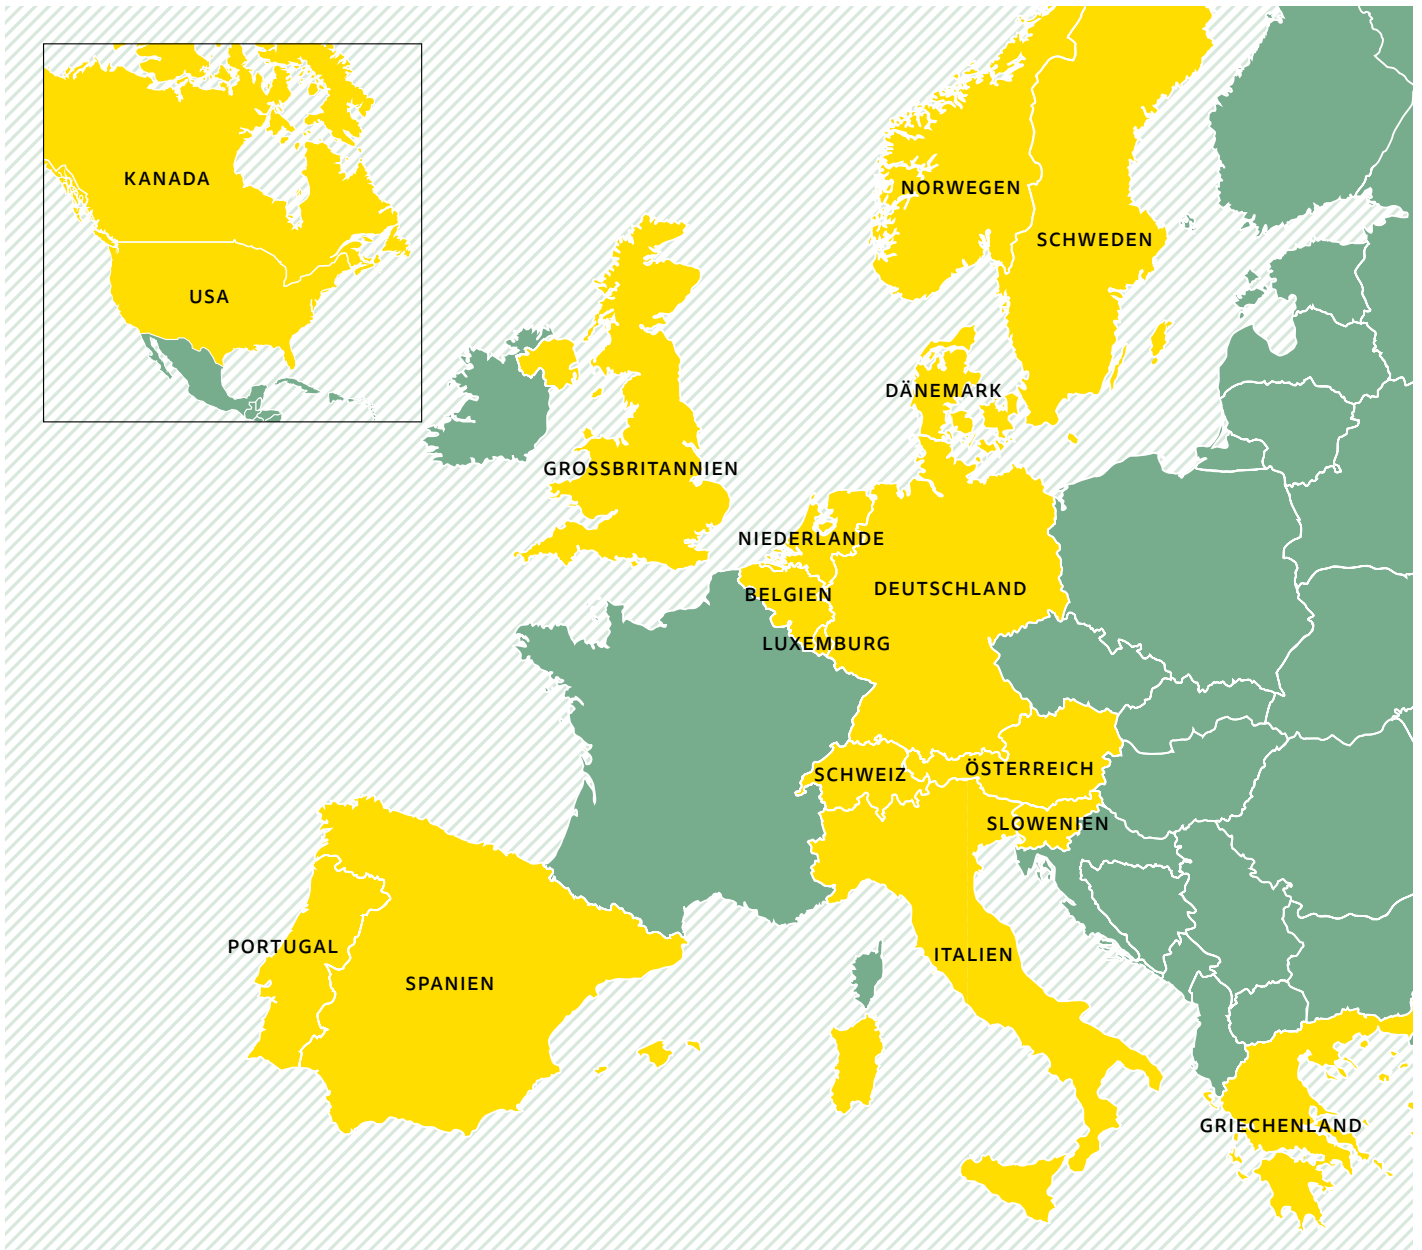 KANADA
USA
NORWEGEN
SCHWEDEN
DÄNEMARK
GROSSBRITANNIEN
NIEDERLANDE
DEUTSCHLAND
BELGIEN
LUXEMBURG
SCHWEIZ
ÖSTERREICH
SLOWENIEN
PORTUGAL
ITALIEN
SPANIEN
GRIECHENLAND